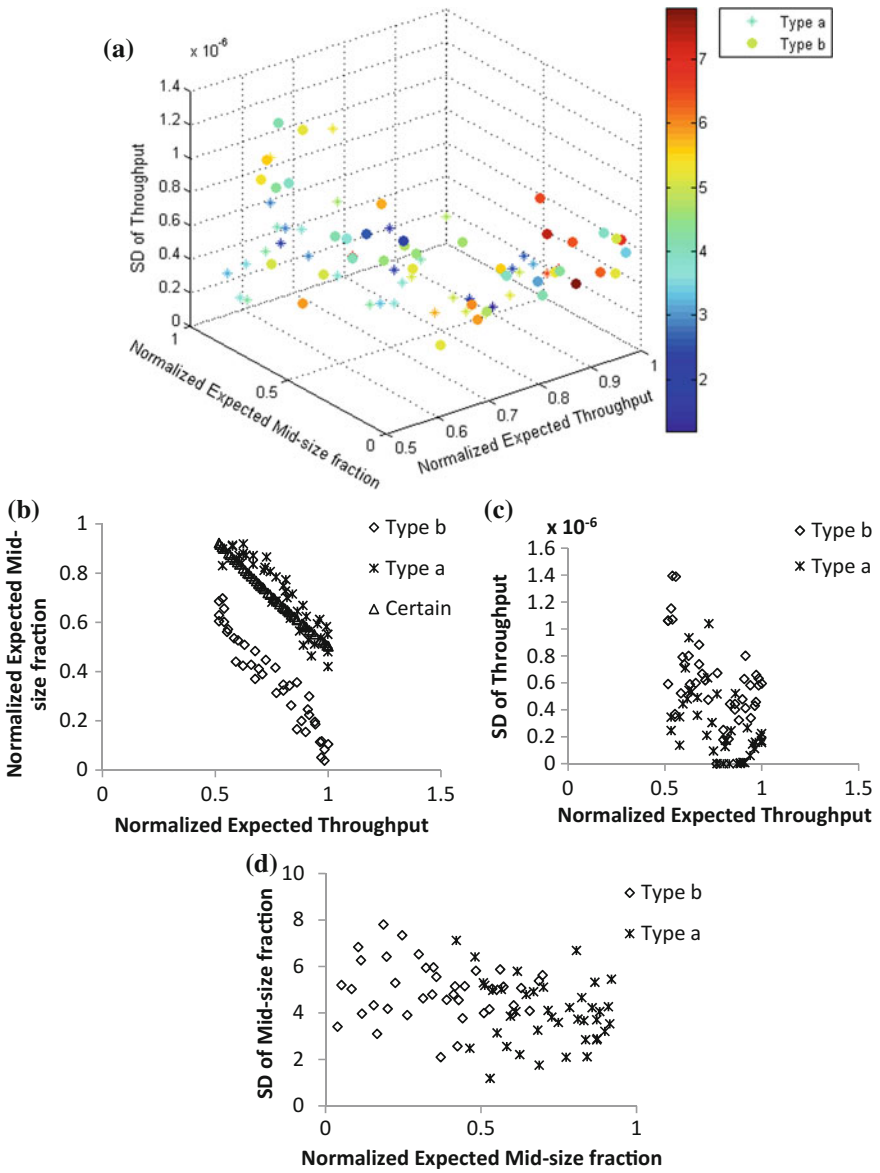 (a)
x 10^-6
1.4
1.2
1
0.8
0.6
0.4
0.2
0
SD of Throughput
1
0.5
0
Normalized Expected Mid-size fraction
0.5
0.6
0.7
0.8
0.9
1
Normalized Expected Throughput
7
6
5
4
3
2
Type a
Type b
(b)
1
0.8
0.6
0.4
0.2
0
Normalized Expected Mid-
size fraction
0
0.5
1
1.5
Normalized Expected Throughput
Type b
Type a
Certain
(c)
x 10^-6
1.6
1.4
1.2
1
0.8
0.6
0.4
0.2
0
SD of Throughput
0
0.5
1
1.5
Normalized Expected Throughput
Type b
Type a
(d)
10
8
6
4
2
0
SD of Mid-size fraction
0
0.5
1
Normalized Expected Mid-size fraction
Type b
Type a